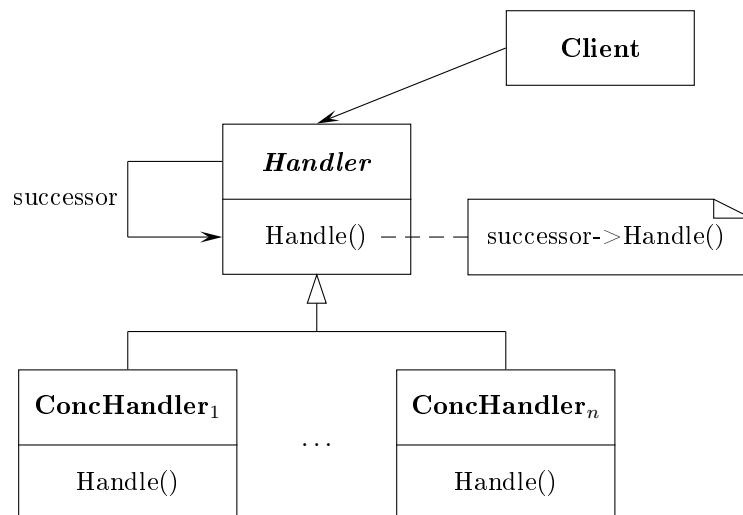 Client
Handler
successor
Handle()
successor->Handle()
ConcHandler₁
ConcHandlerₙ
...
Handle()
Handle()